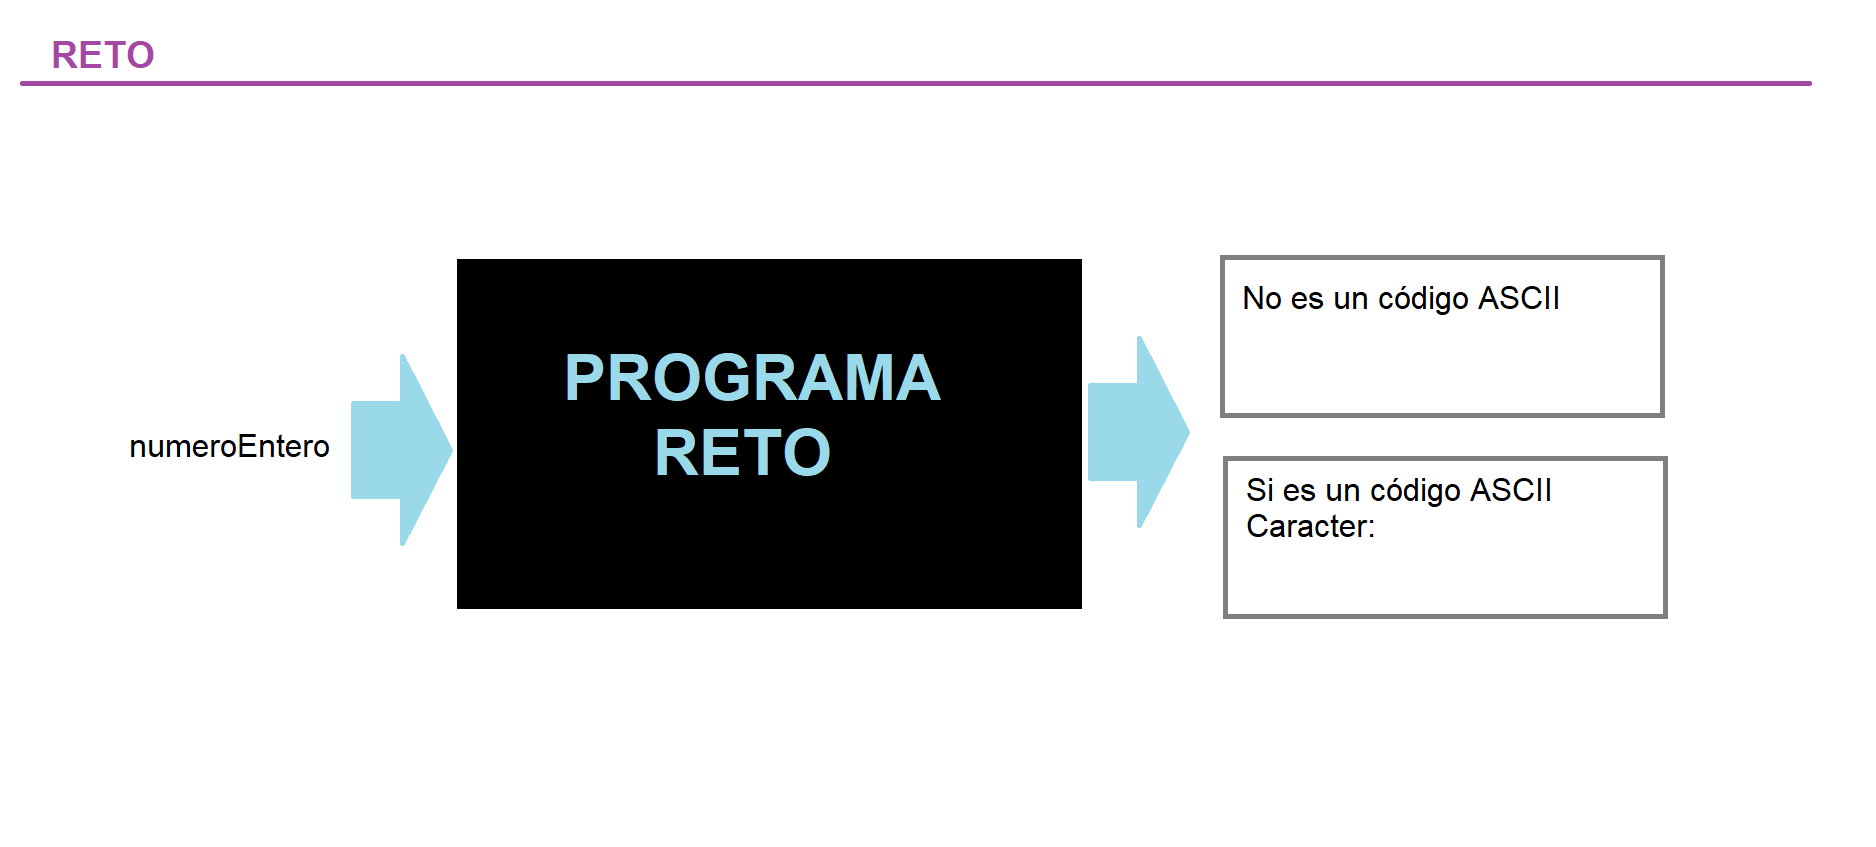 RETO
numeroEntero
PROGRAMA
RETO
No es un código ASCII
Si es un código ASCII
Caracter: